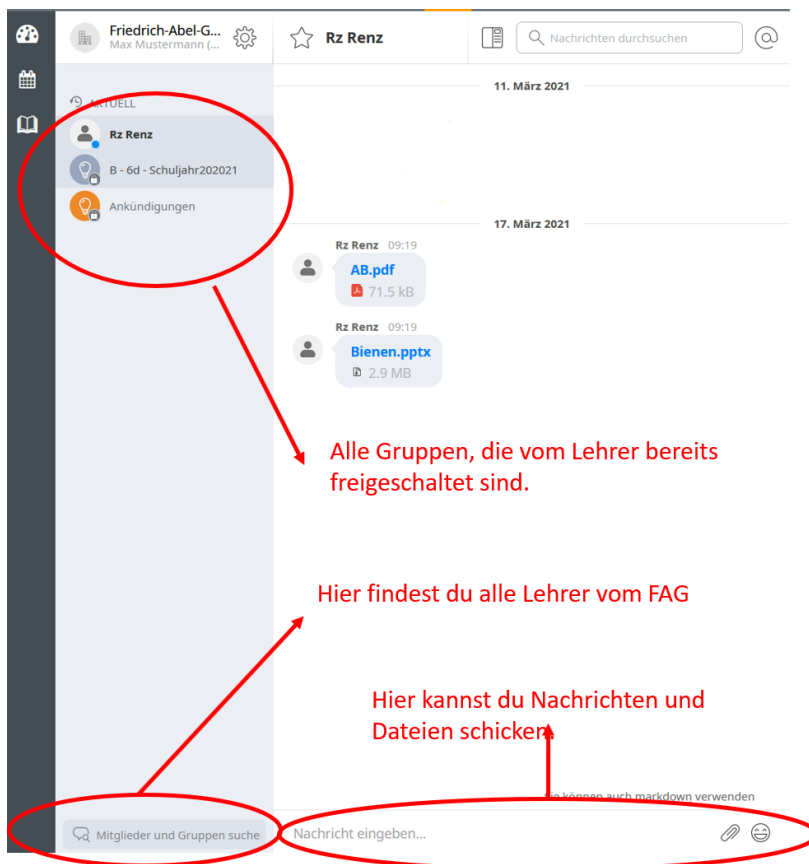 Friedrich-Abel-G...
Max Mustermann (...
AKTUELL
Rz Renz
B - 6d - Schuljahr202021
Ankündigungen
Mitglieder und Gruppen suche
Rz Renz
Nachrichten durchsuchen
11. März 2021
17. März 2021
Rz Renz 09:19
AB.pdf
71.5 kB
Rz Renz 09:19
Bienen.pptx
2.9 MB
Alle Gruppen, die vom Lehrer bereits
freigeschaltet sind.
Hier findest du alle Lehrer vom FAG
Hier kannst du Nachrichten und
Dateien schicken.
Sie können auch markdown verwenden
Nachricht eingeben...